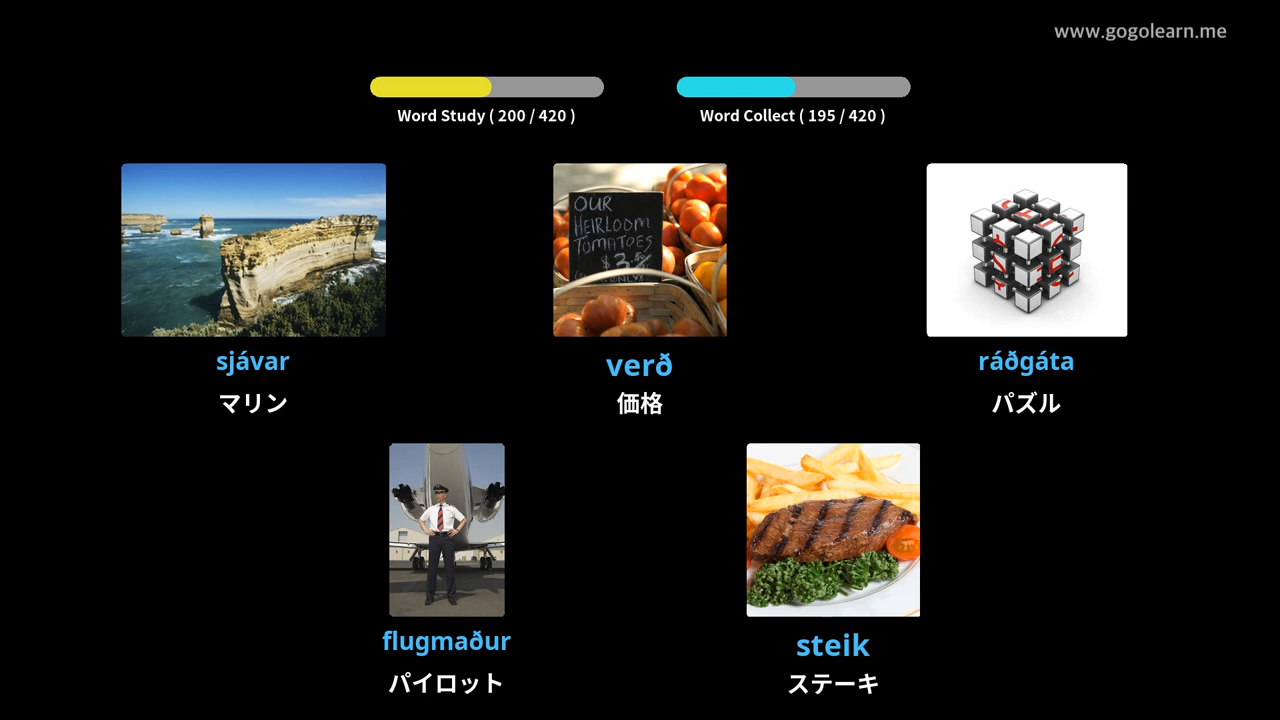 www.gogolearn.me
Word Study ( 200 / 420 )
Word Collect ( 195 / 420 )
OUR
HEIRLOOM
TOMATOES
sjávar
マリン
verð
価格
ráðgáta
パズル
flugmaður
パイロット
steik
ステーキ